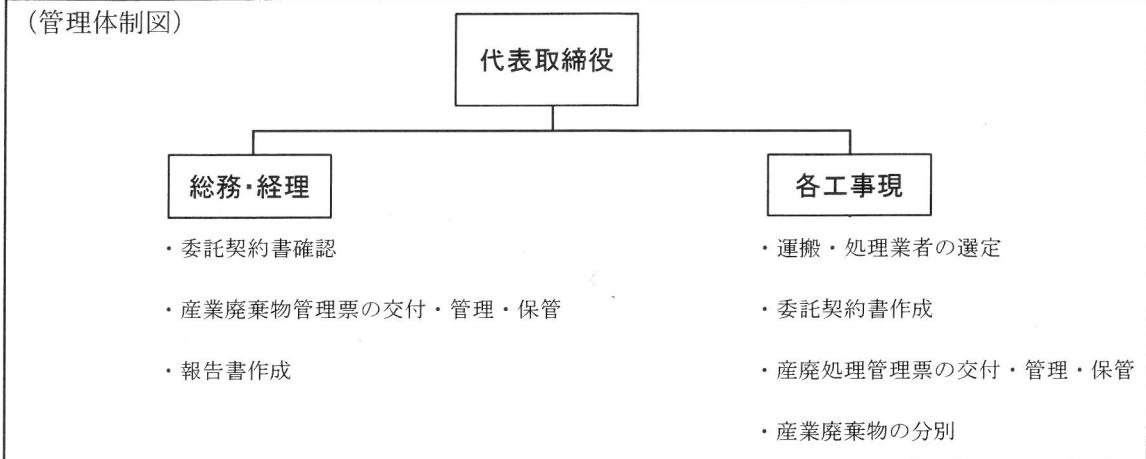 （管理体制図）
代表取締役
総務・経理
・委託契約書確認
・産業廃棄物管理票の交付・管理・保管
・報告書作成
各工事現
・運搬・処理業者の選定
・委託契約書作成
・産廃処理管理票の交付・管理・保管
・産業廃棄物の分別